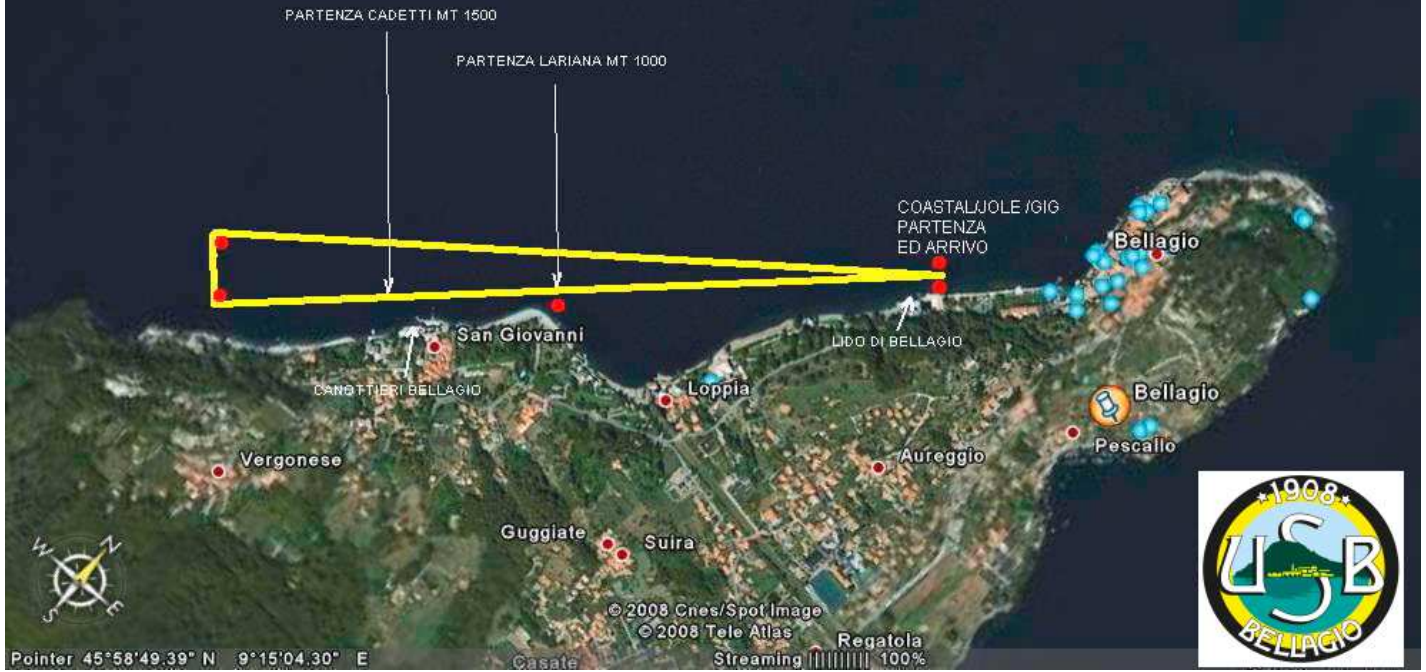 PARTENZA CADETTI MT 1500
PARTENZA LARIANA MT 1000
COASTAL/JOLE /GIG
PARTENZA
ED ARRIVO
Bellagio
San Giovanni
LIDO DI BELLAGIO
CANOTTIERI BELLAGIO
Loppia
Bellagio
Pescallo
Vergonese
Aureggio
Guggiate
Suira
W
N
S
E
© 2008 Cnes/Spot Image
© 2008 Tele Atlas
Regatola
Casate
Pointer 45°58'49.39" N 9°15'04.30" E
Streaming |||||||||| 100%
1908
USB
BELLAGIO